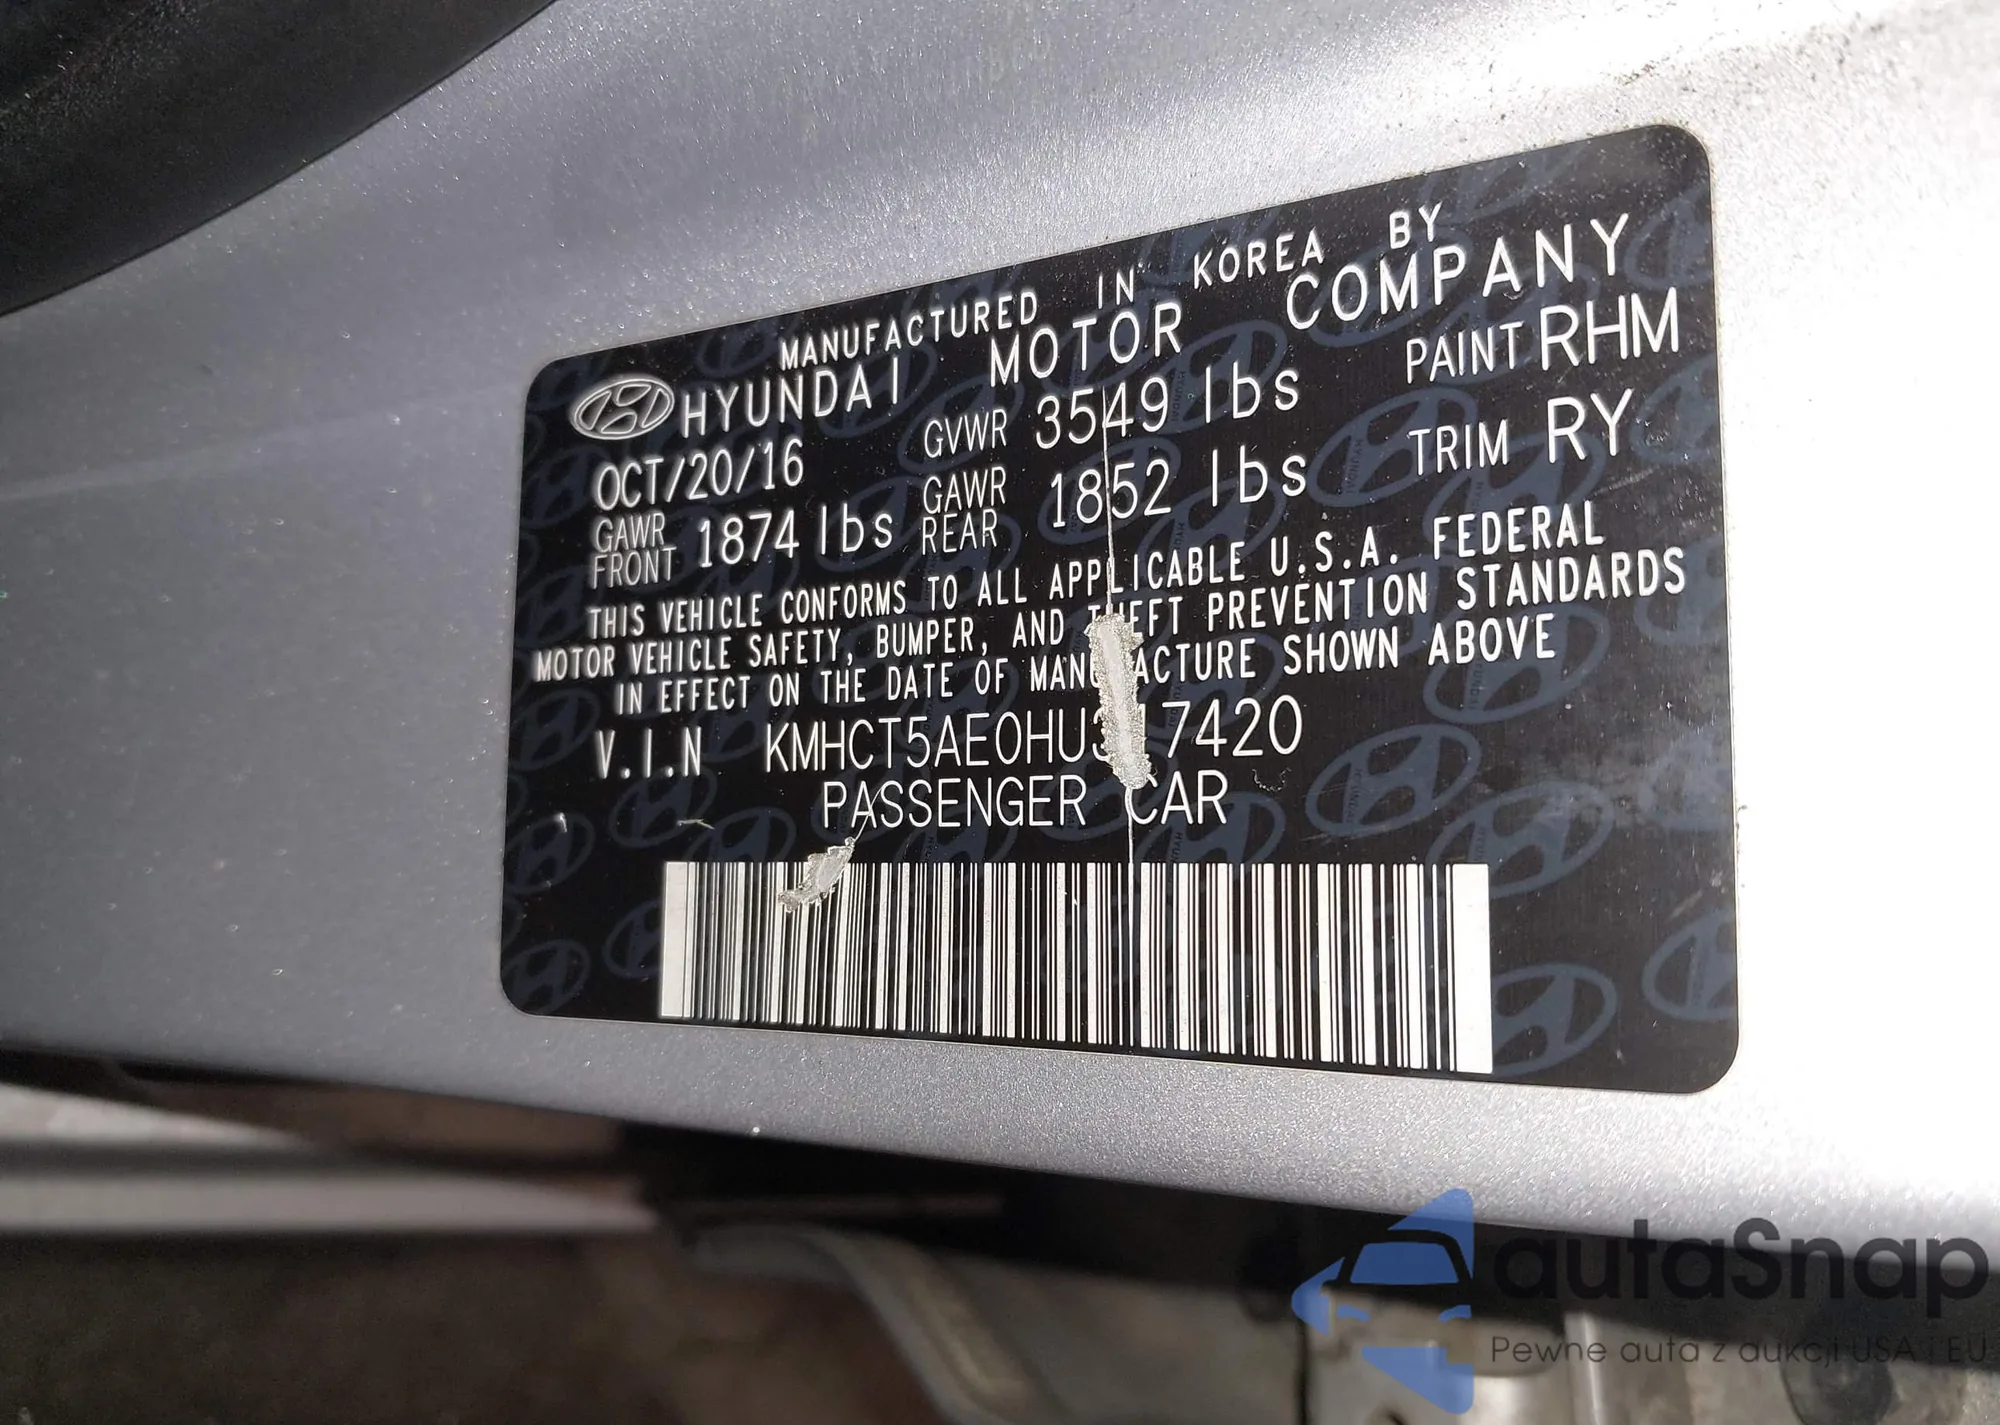 MANUFACTURED IN KOREA BY
HYUNDAI MOTOR COMPANY
OCT/20/16 GVWR 3549 lbs PAINT RHM
GAWR FRONT 1874 lbs GAWR REAR 1852 lbs TRIM RY
THIS VEHICLE CONFORMS TO ALL APPLICABLE U.S.A. FEDERAL
MOTOR VEHICLE SAFETY, BUMPER, AND THEFT PREVENTION STANDARDS
IN EFFECT ON THE DATE OF MANUFACTURE SHOWN ABOVE
V.I.N
PASSENGER CAR
autaSnap
Pewne auta z aukcji USA i EU